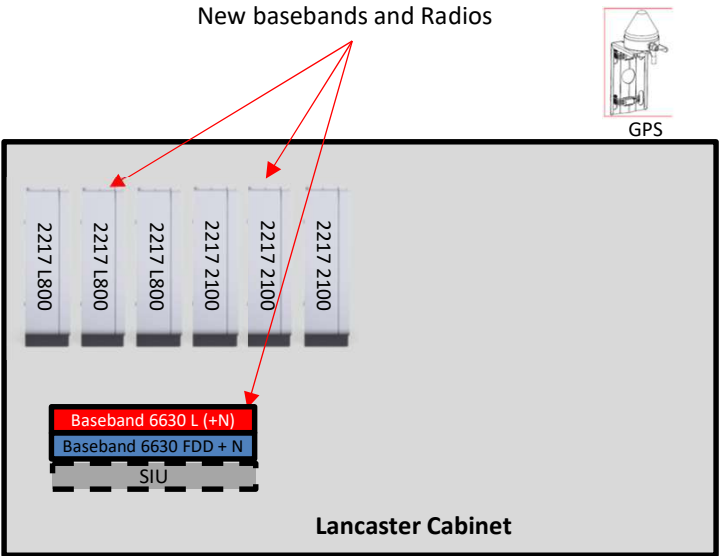 New basebands and Radios
GPS
2217 L800
2217 L800
2217 L800
2217 2100
2217 2100
2217 2100
Baseband 6630 L (+N)
Baseband 6630 FDD + N
SIU
Lancaster Cabinet